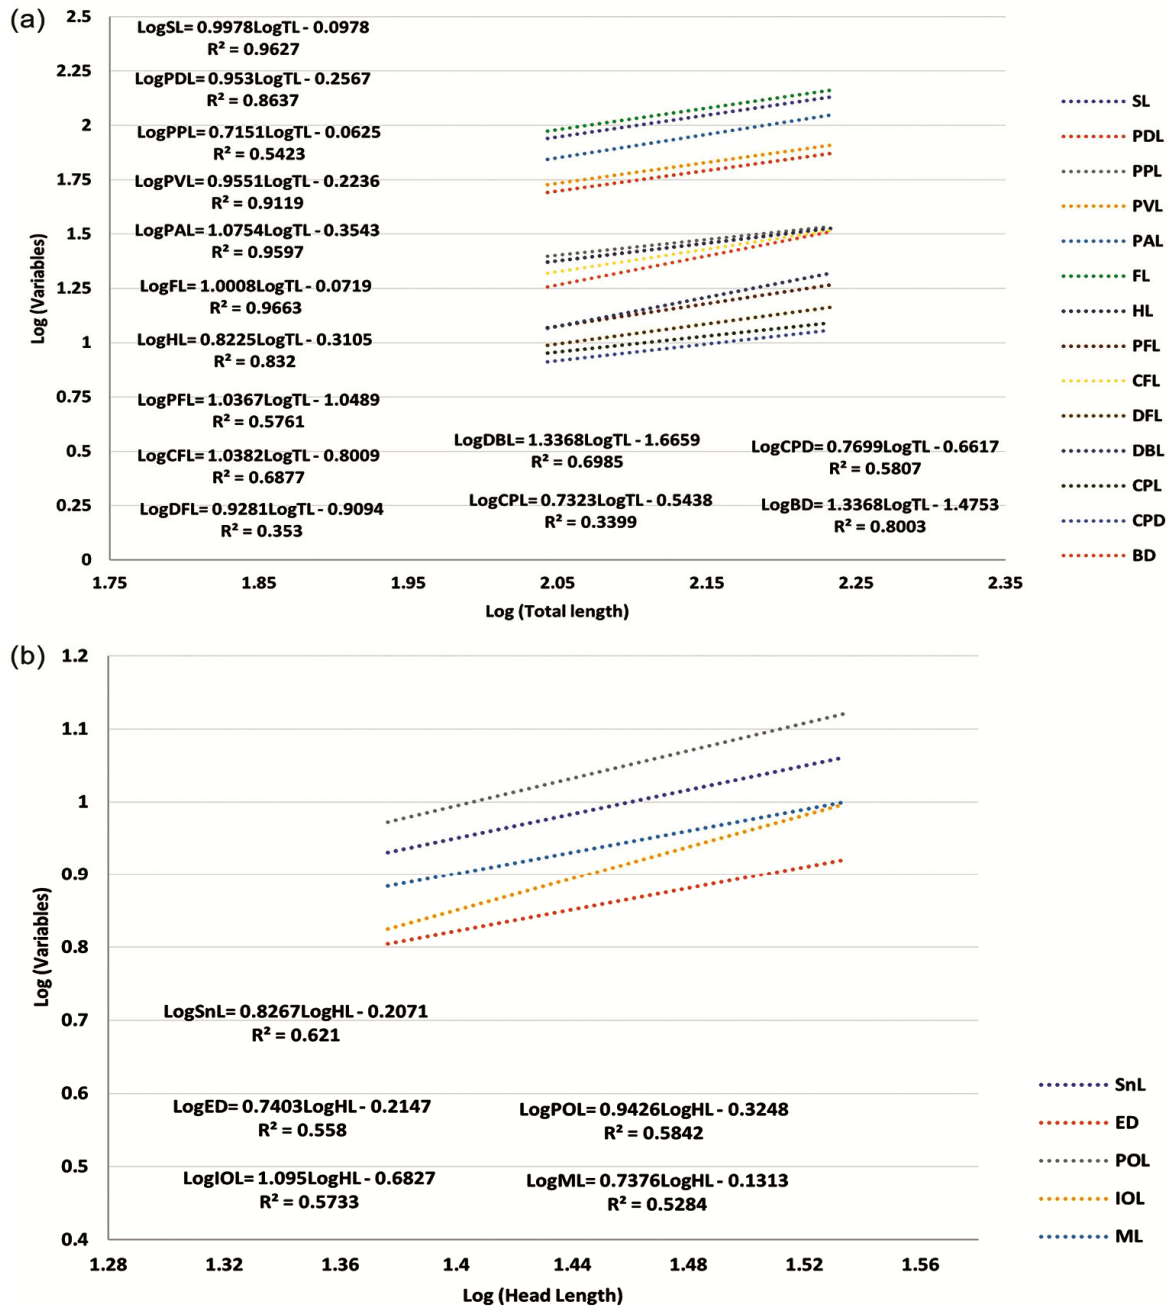 (a)
2.5
2.25
2
1.75
1.5
1.25
1
0.75
0.5
0.25
0
Log (Variables)
LogSL= 0.9978LogTL - 0.0978
R² = 0.9627
LogPDL= 0.953LogTL - 0.2567
R² = 0.8637
LogPPL= 0.7151LogTL - 0.0625
R² = 0.5423
LogPVL= 0.9551LogTL - 0.2236
R² = 0.9119
LogPAL= 1.0754LogTL - 0.3543
R² = 0.9597
LogFL= 1.0008LogTL - 0.0719
R² = 0.9663
LogHL= 0.8225LogTL - 0.3105
R² = 0.832
LogPFL= 1.0367LogTL - 1.0489
R² = 0.5761
LogCFL= 1.0382LogTL - 0.8009
R² = 0.6877
LogDFL= 0.9281LogTL - 0.9094
R² = 0.353
LogDBL= 1.3368LogTL - 1.6659
R² = 0.6985
LogCPL= 0.7323LogTL - 0.5438
R² = 0.3399
LogCPD= 0.7699LogTL - 0.6617
R² = 0.5807
LogBD= 1.3368LogTL - 1.4753
R² = 0.8003
1.75 1.85 1.95 2.05 2.15 2.25 2.35
Log (Total length)
SL
PDL
PPL
PVL
PAL
FL
HL
PFL
CFL
DFL
DBL
CPL
CPD
BD
(b)
1.2
1.1
1
0.9
0.8
0.7
0.6
0.5
0.4
Log (Variables)
LogSnL= 0.8267LogHL - 0.2071
R² = 0.621
LogED= 0.7403LogHL - 0.2147
R² = 0.558
LogIOL= 1.095LogHL - 0.6827
R² = 0.5733
LogPOL= 0.9426LogHL - 0.3248
R² = 0.5842
LogML= 0.7376LogHL - 0.1313
R² = 0.5284
1.28 1.32 1.36 1.4 1.44 1.48 1.52 1.56
Log (Head Length)
SnL
ED
POL
IOL
ML